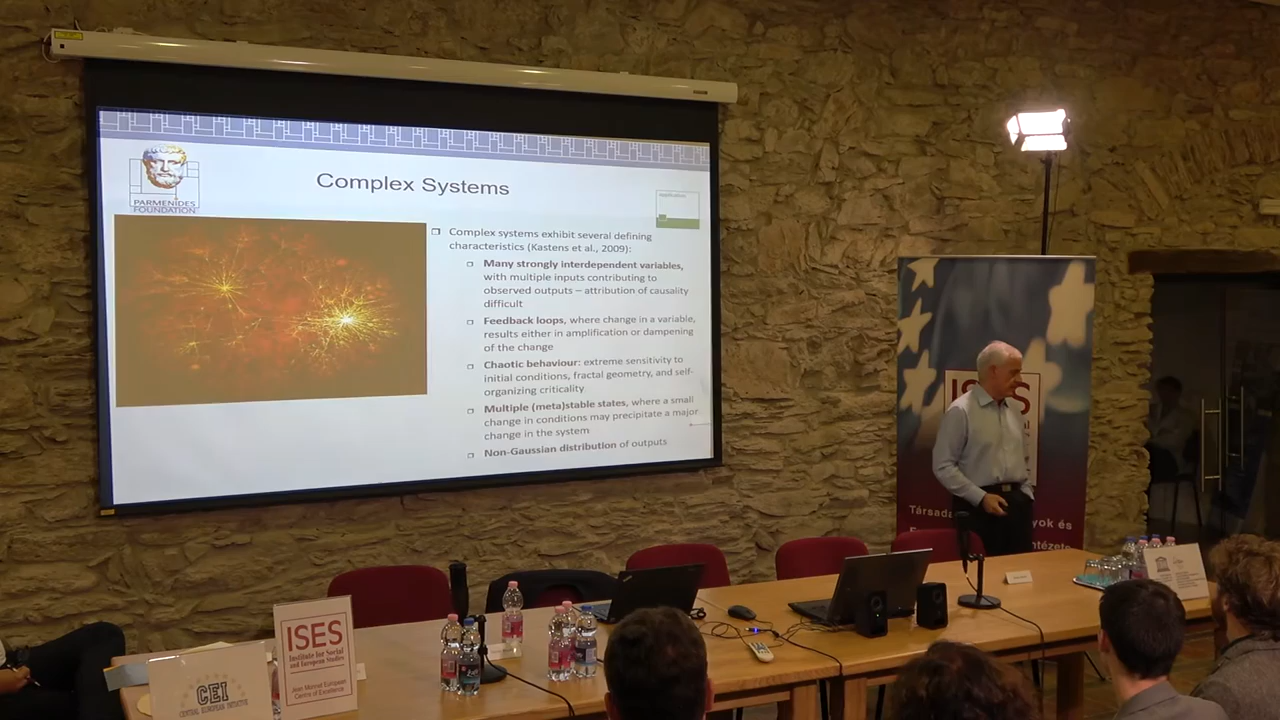 PARMENIDES
FOUNDATION
Complex Systems
Complex systems exhibit several defining
characteristics (Kastens et al., 2009):
Many strongly interdependent variables,
with multiple inputs contributing to
observed outputs – attribution of causality
difficult
Feedback loops, where change in a variable,
results either in amplification or dampening
of the change
Chaotic behaviour: extreme sensitivity to
initial conditions, fractal geometry, and self-
organizing criticality
Multiple (meta)stable states, where a small
change in conditions may precipitate a major
change in the system
Non-Gaussian distribution of outputs
ISES
Institute for Social
and European Studies
Jean Monnet European
Centre of Excellence
CEI
CENTRAL EUROPEAN INITIATIVE